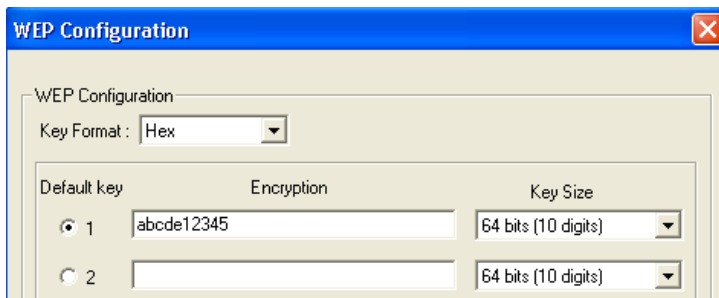 WEP Configuration
WEP Configuration
Key Format : Hex
Default key Encryption Key Size
1 abcde12345 64 bits (10 digits)
2 64 bits (10 digits)